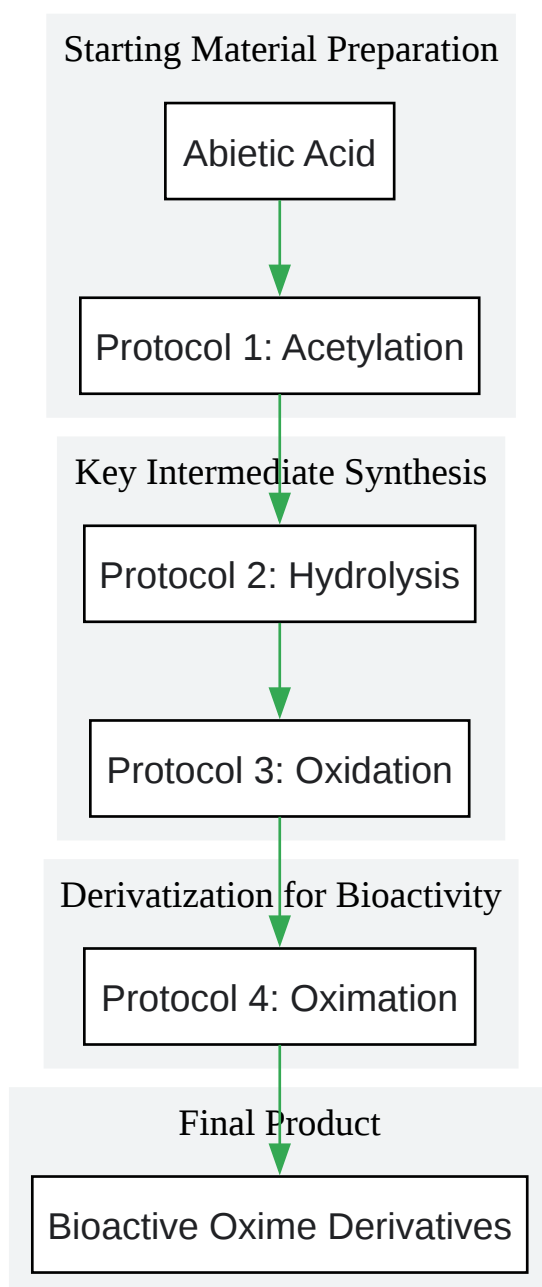 Starting Material Preparation
Abietic Acid
Protocol 1: Acetylation
Key Intermediate Synthesis
Protocol 2: Hydrolysis
Protocol 3: Oxidation
Derivatization for Bioactivity
Protocol 4: Oximation
Final Product
Bioactive Oxime Derivatives